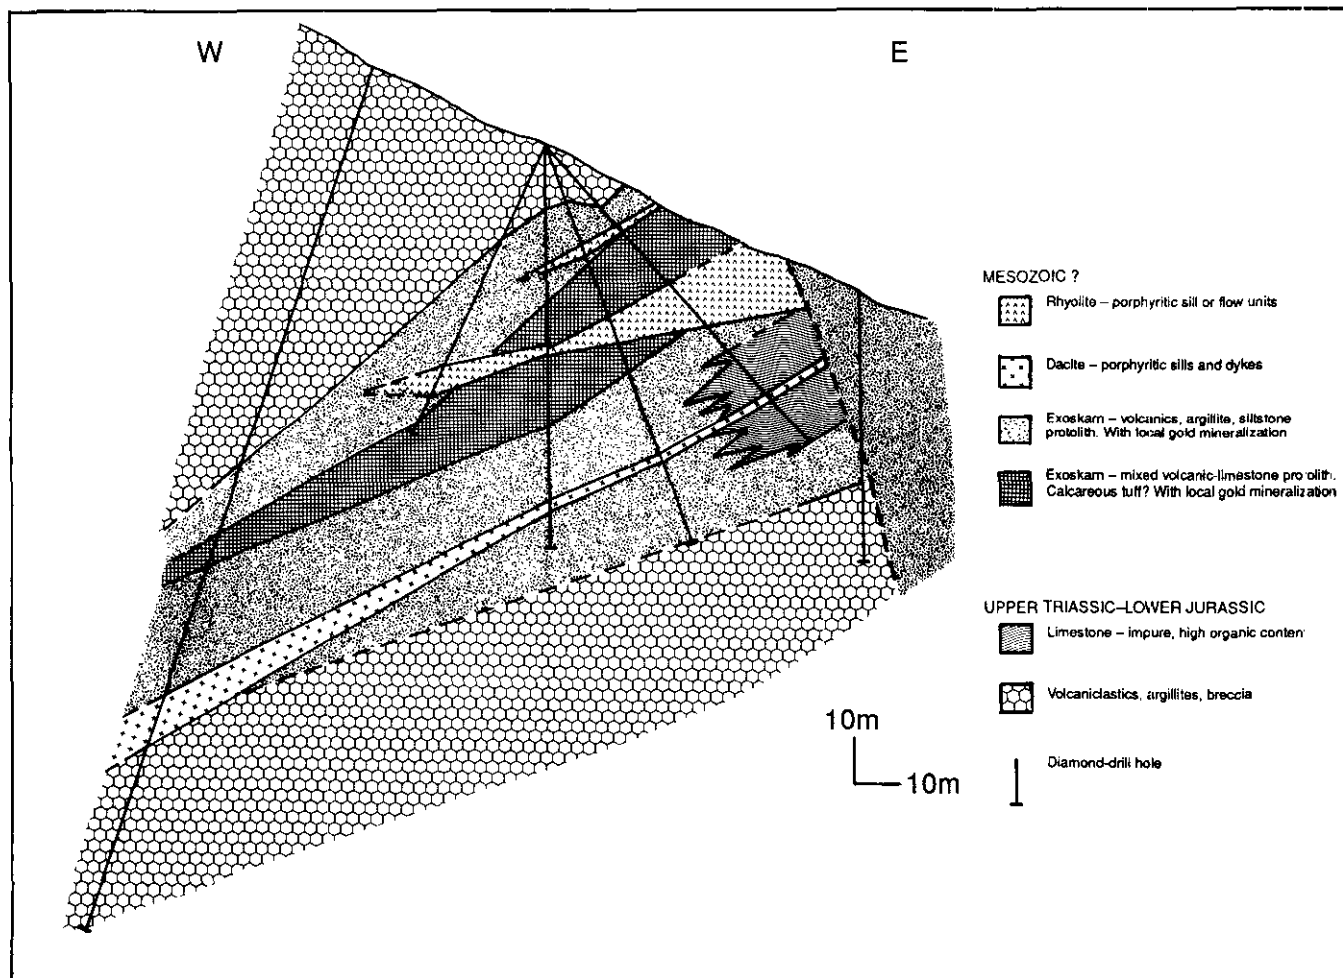 W
E
MESOZOIC ?
Rhyolite – porphyritic sill or flow units
Dacite – porphyritic sills and dykes
Exoskarn – volcanics, argillite, siltstone
protolith. With local gold mineralization
Exoskarn – mixed volcanic-limestone protolith.
Calcareous tuff? With local gold mineralization
UPPER TRIASSIC–LOWER JURASSIC
Limestone – impure, high organic conten
Volcaniclastics, argillites, breccia
Diamond-drill hole
10m
10m